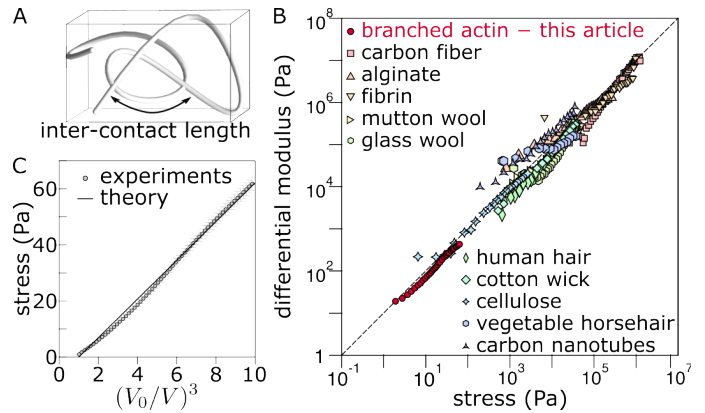 A
inter-contact length
B
10^8
10^6
10^4
10^2
1
differential modulus (Pa)
branched actin − this article
carbon fiber
alginate
fibrin
mutton wool
glass wool
human hair
cotton wick
cellulose
vegetable horsehair
carbon nanotubes
10^-1
10^1
10^3
10^5
10^7
stress (Pa)
C
60
40
20
0
stress (Pa)
experiments
theory
0
2
4
6
8
10
(V_0/V)^3